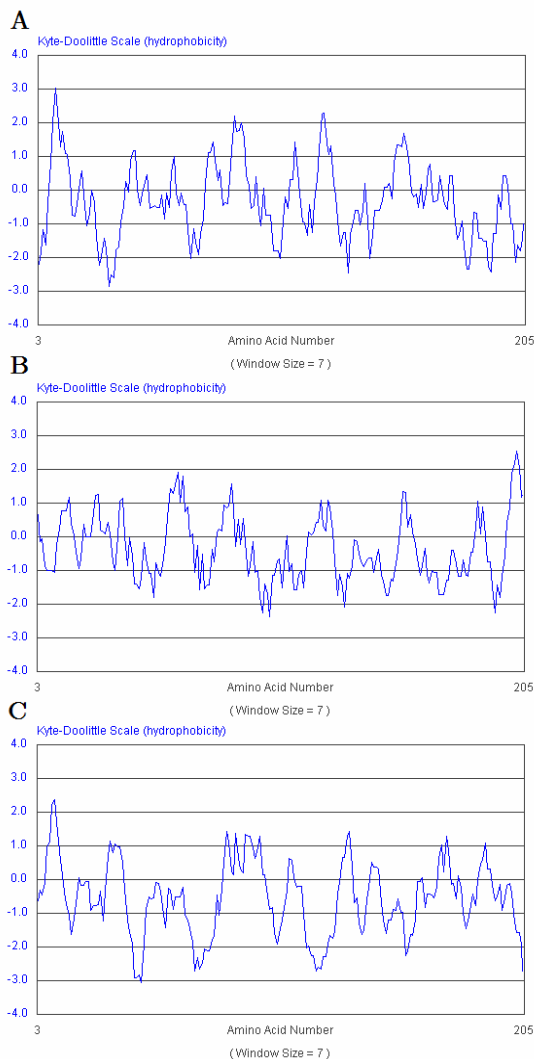 A
Kyte-Doolittle Scale (hydrophobicity)
4.0
3.0
2.0
1.0
0.0
-1.0
-2.0
-3.0
-4.0
3 Amino Acid Number 205
( Window Size = 7 )
B
Kyte-Doolittle Scale (hydrophobicity)
4.0
3.0
2.0
1.0
0.0
-1.0
-2.0
-3.0
-4.0
3 Amino Acid Number 205
( Window Size = 7 )
C
Kyte-Doolittle Scale (hydrophobicity)
4.0
3.0
2.0
1.0
0.0
-1.0
-2.0
-3.0
-4.0
3 Amino Acid Number 205
( Window Size = 7 )